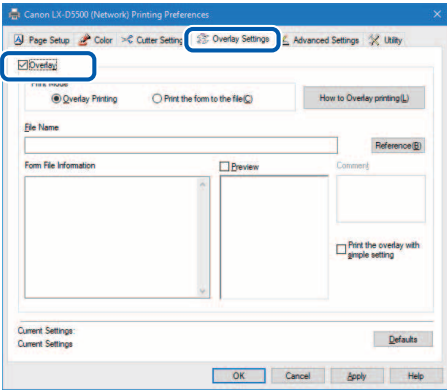 Canon LX-D5500 (Network) Printing Preferences
Page Setup Color Cutter Setting Overlay Settings Advanced Settings Utility
Overlay
Print Mode
Overlay Printing Print the form to the file(C) How to Overlay printing(L)
File Name
Reference(B)
Form File Information Preview Comment
Print the overlay with
simple setting
Current Settings:
Current Settings
Defaults
OK Cancel Apply Help